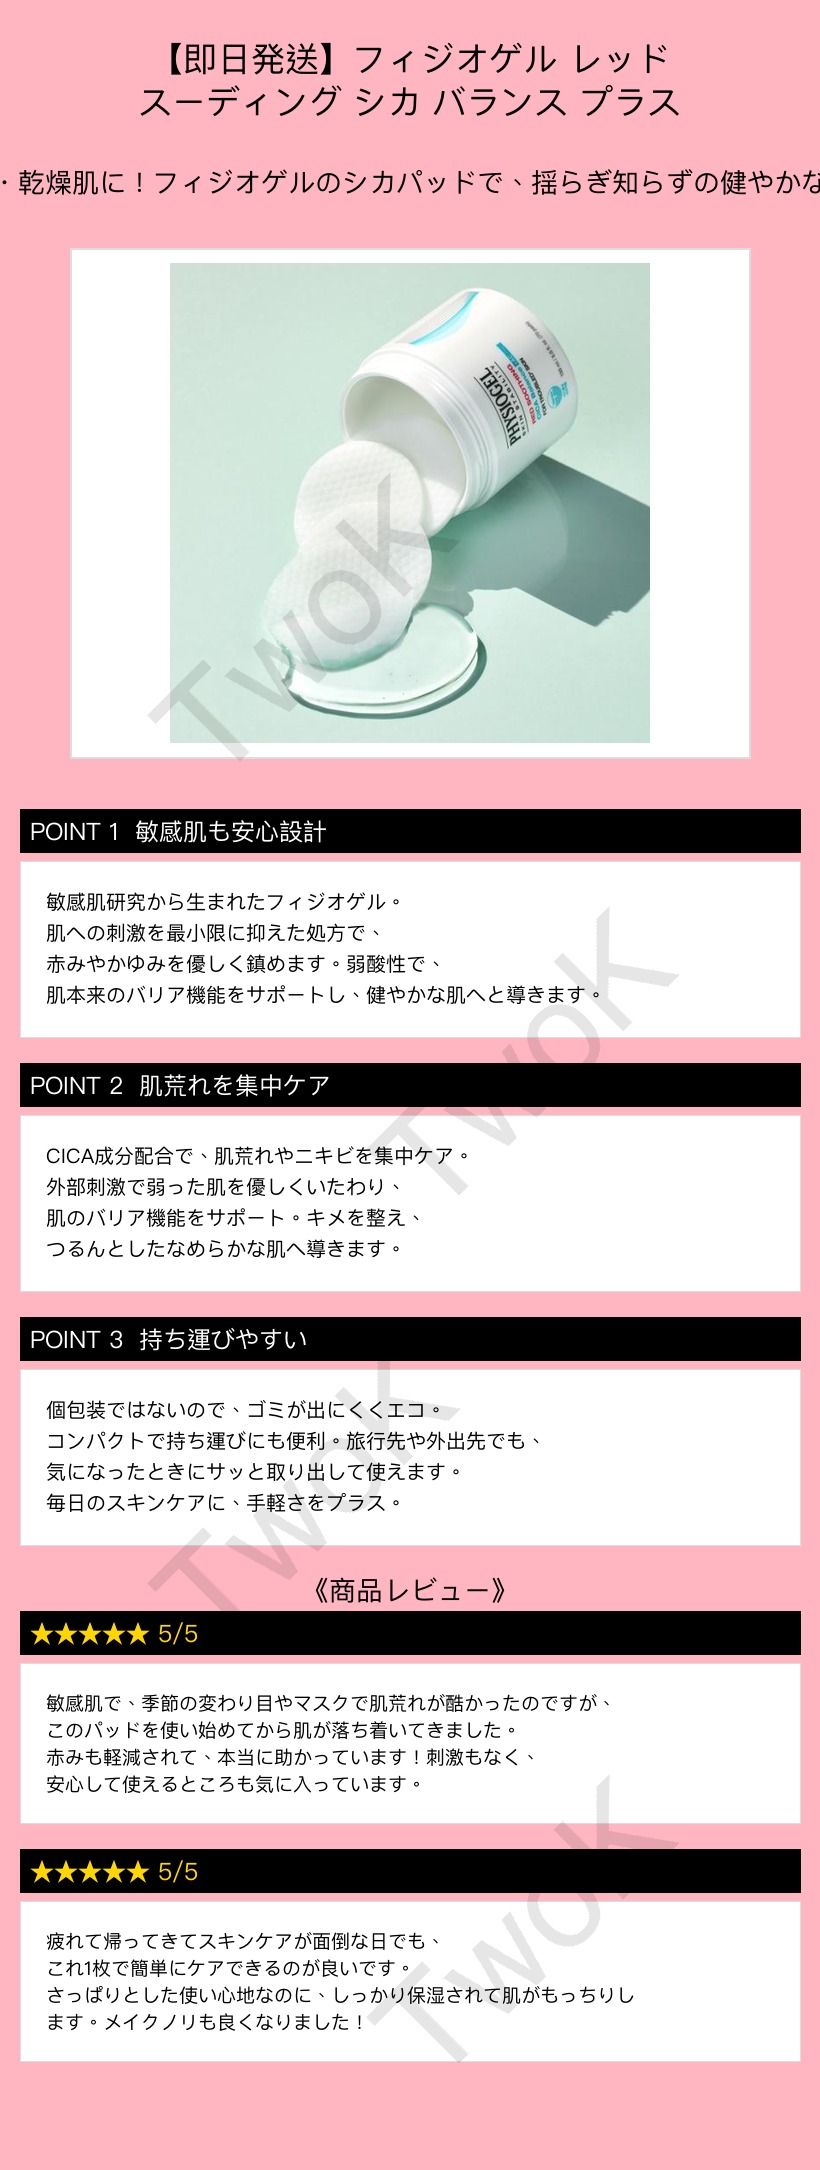 【即日発送】フィジオゲル レッド
スーディング シカ バランス プラス
・乾燥肌に！フィジオゲルのシカパッドで、揺らぎ知らずの健やかな
PHYSIOGEL
SKIN STABILITY
RED SOOTHING
CICA Balance
FOR TROUBLED SKIN
TwoK
POINT 1 敏感肌も安心設計
敏感肌研究から生まれたフィジオゲル。
肌への刺激を最小限に抑えた処方で、
赤みやかゆみを優しく鎮めます。弱酸性で、
肌本来のバリア機能をサポートし、健やかな肌へと導きます。
TwoK
POINT 2 肌荒れを集中ケア
CICA成分配合で、肌荒れやニキビを集中ケア。
外部刺激で弱った肌を優しくいたわり、
肌のバリア機能をサポート。キメを整え、
つるんとしたなめらかな肌へ導きます。
POINT 3 持ち運びやすい
個包装ではないので、ゴミが出にくくエコ。
コンパクトで持ち運びにも便利。旅行先や外出先でも、
気になったときにサッと取り出して使えます。
毎日のスキンケアに、手軽さをプラス。
TwoK
《商品レビュー》
★★★★★ 5/5
敏感肌で、季節の変わり目やマスクで肌荒れが酷かったのですが、
このパッドを使い始めてから肌が落ち着いてきました。
赤みも軽減されて、本当に助かっています！刺激もなく、
安心して使えるところも気に入っています。
★★★★★ 5/5
疲れて帰ってきてスキンケアが面倒な日でも、
これ1枚で簡単にケアできるのが良いです。
さっぱりとした使い心地なのに、しっかり保湿されて肌がもっちりし
ます。メイクノリも良くなりました！
TwoK